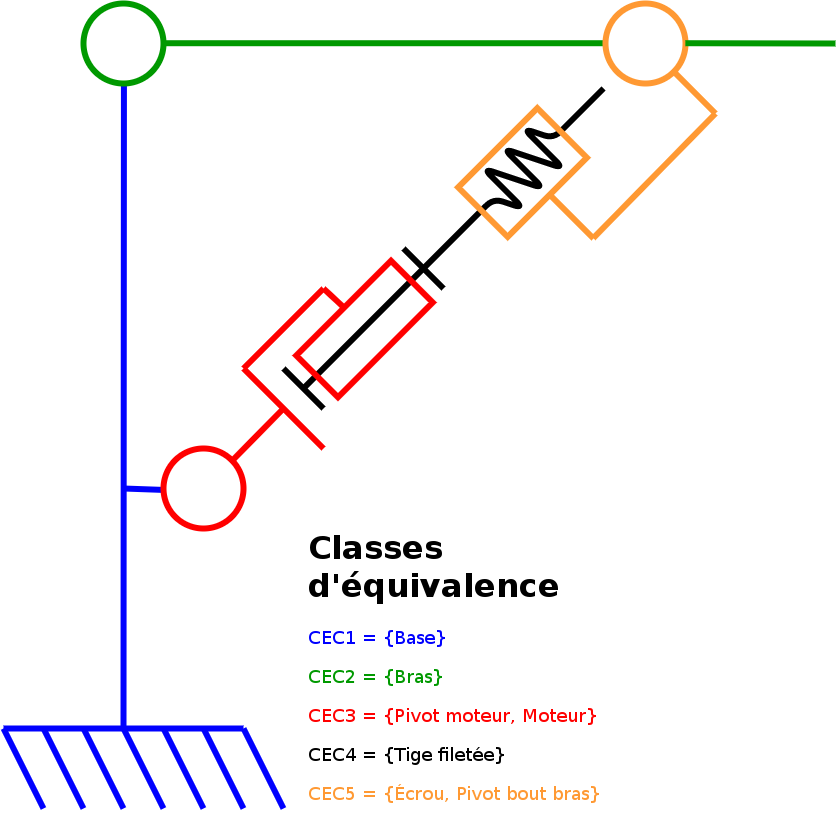 Classes
d'équivalence
CEC1 = {Base}
CEC2 = {Bras}
CEC3 = {Pivot moteur, Moteur}
CEC4 = {Tige filetée}
CEC5 = {Écrou, Pivot bout bras}